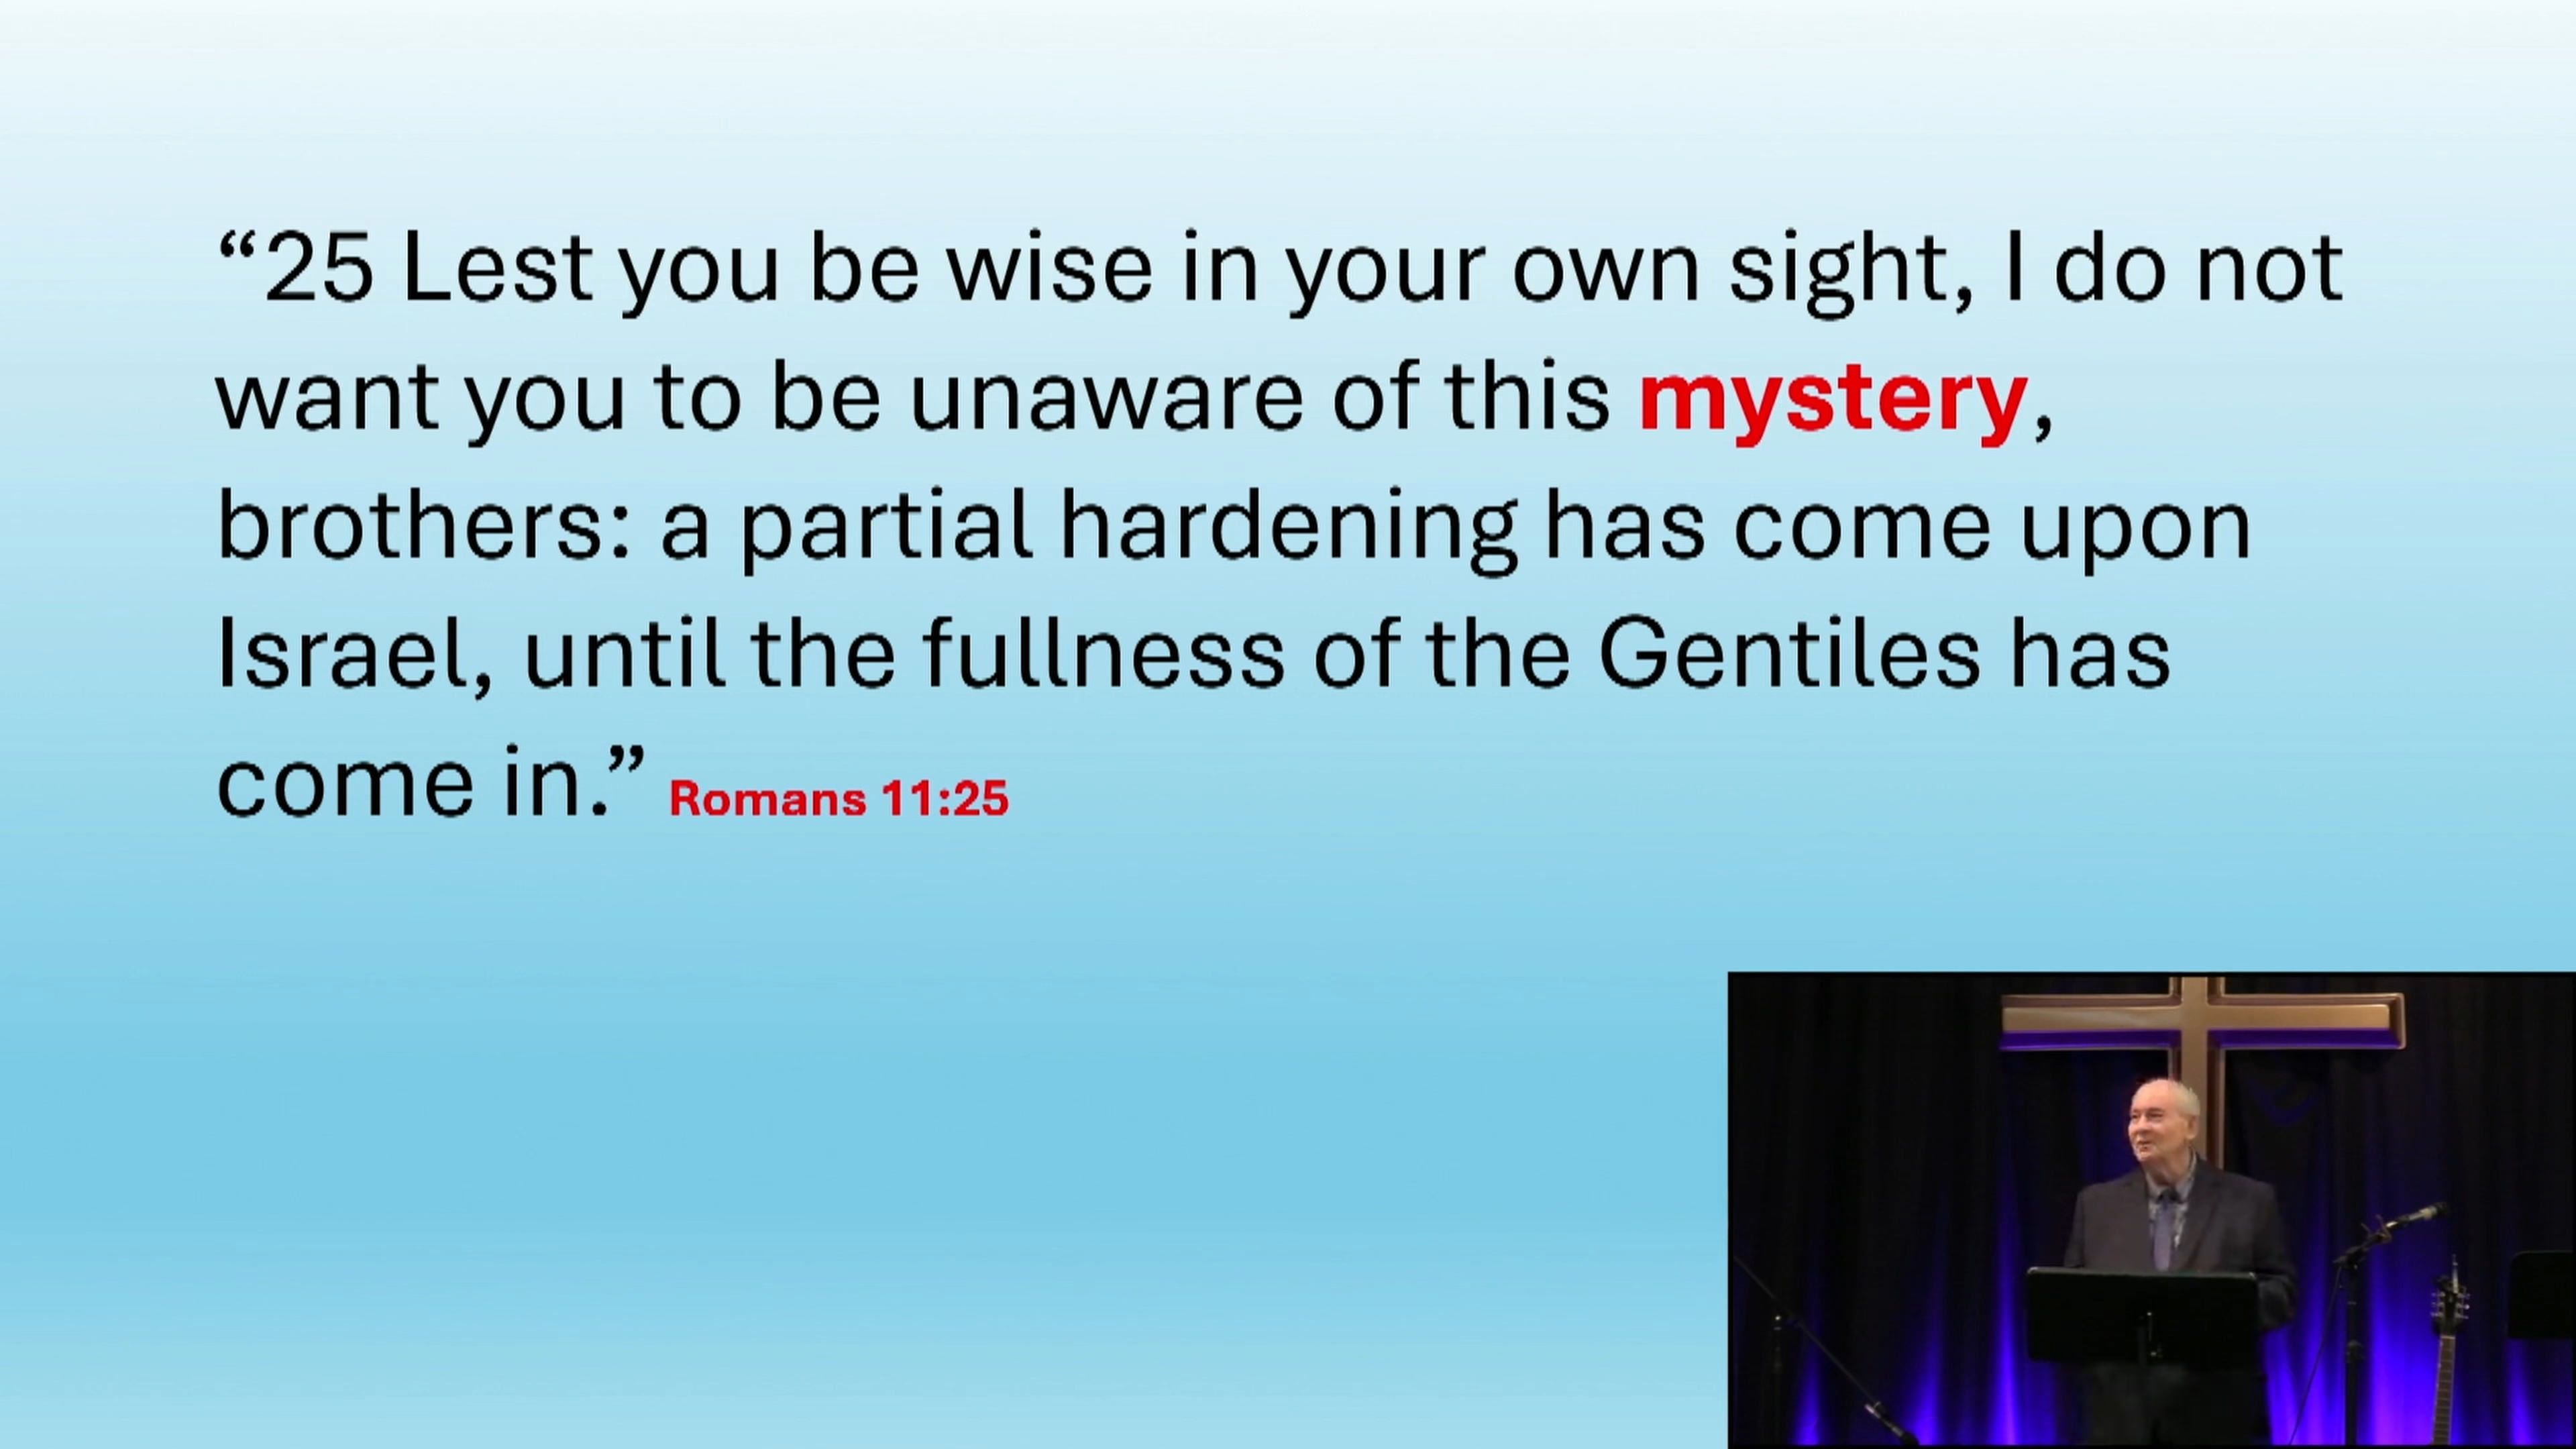 “25 Lest you be wise in your own sight, I do not
want you to be unaware of this mystery,
brothers: a partial hardening has come upon
Israel, until the fullness of the Gentiles has
come in.” Romans 11:25